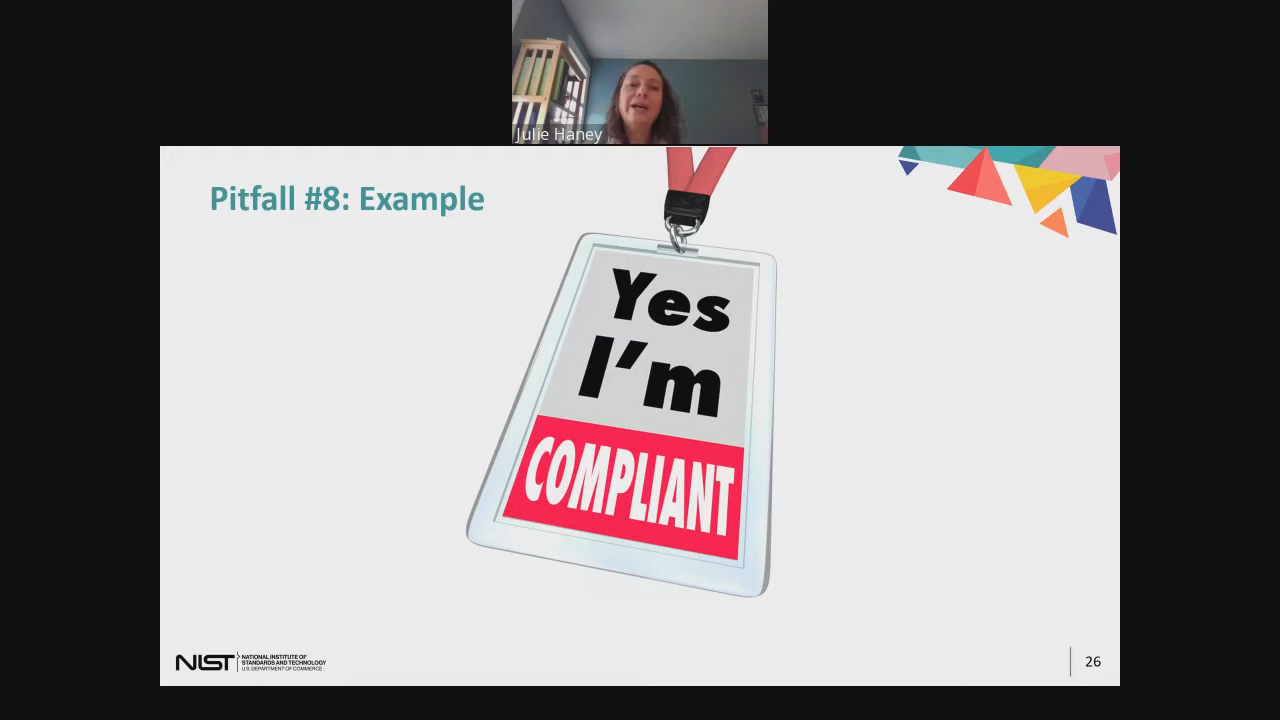 Julie Haney
Pitfall #8: Example
Yes
I'm
COMPLIANT
NIST
NATIONAL INSTITUTE OF
STANDARDS AND TECHNOLOGY
U.S. DEPARTMENT OF COMMERCE
26